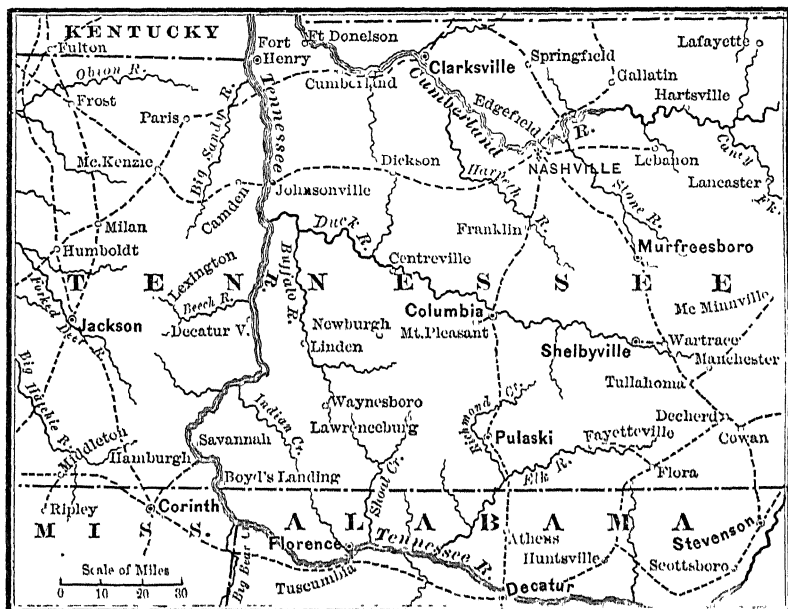 KENTUCKY
Fulton
Fort Henry
Ft Donelson
Clarksville
Springfield
Lafayette
Obion R.
Cumberland
Gallatin
Frost
Tennessee
Cumberland
Edgefield
R.
Hartsville
Paris
Big Sandy R.
Caney Fk.
Mc.Kenzie
Dickson
Harpeth R.
NASHVILLE
Lebanon
Lancaster
Camden
Johnsonville
Stone R.
Milan
Duck R.
Franklin
Humboldt
Centreville
Murfreesboro
TENNESSEE
Lexington
R.
Buffalo R.
Forked Deer R.
Beech R.
Columbia
Mc Minnville
Jackson
Decatur V.
Newburgh
Mt. Pleasant
Linden
Shelbyville
Wartrace
Manchester
Big Hatchie R.
Tullahoma
Indian Cr.
Waynesboro
Richmond Cr.
Lawrenceburg
Decherd
Middleton
Savannah
Pulaski
Fayetteville
Cowan
Hamburgh
Shoal Cr.
Elk R.
Flora
Boyd's Landing
Ripley
Corinth
MISS.
ALABAMA
Florence
Tennessee R.
Athess
Stevenson
Huntsville
Scottsboro
Scale of Miles
0 10 20 30
Big Bear C.
Tuscumbia
Decatur